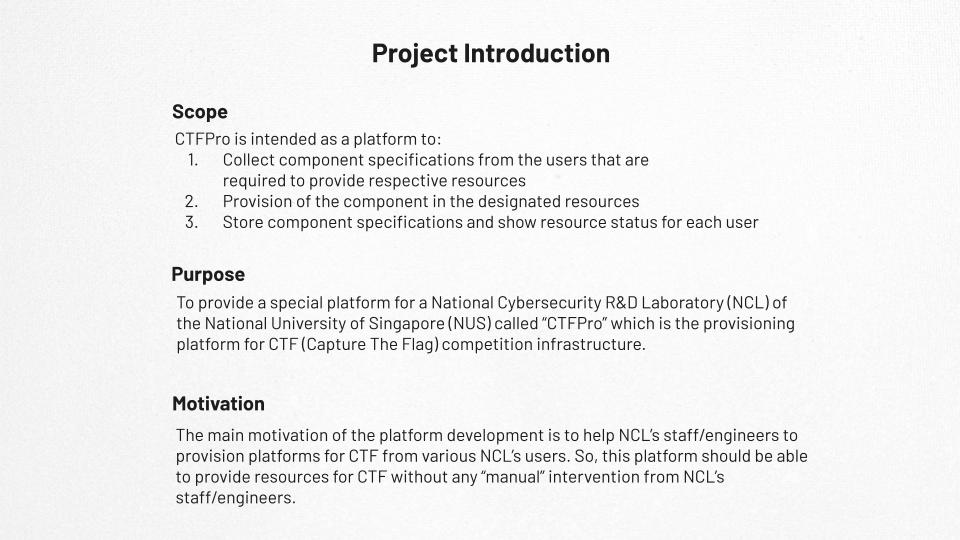 Project Introduction
Scope
CTFPro is intended as a platform to:
1. Collect component specifications from the users that are
required to provide respective resources
2. Provision of the component in the designated resources
3. Store component specifications and show resource status for each user
Purpose
To provide a special platform for a National Cybersecurity R&D Laboratory (NCL) of
the National University of Singapore (NUS) called “CTFPro” which is the provisioning
platform for CTF (Capture The Flag) competition infrastructure.
Motivation
The main motivation of the platform development is to help NCL’s staff/engineers to
provision platforms for CTF from various NCL’s users. So, this platform should be able
to provide resources for CTF without any “manual” intervention from NCL’s
staff/engineers.